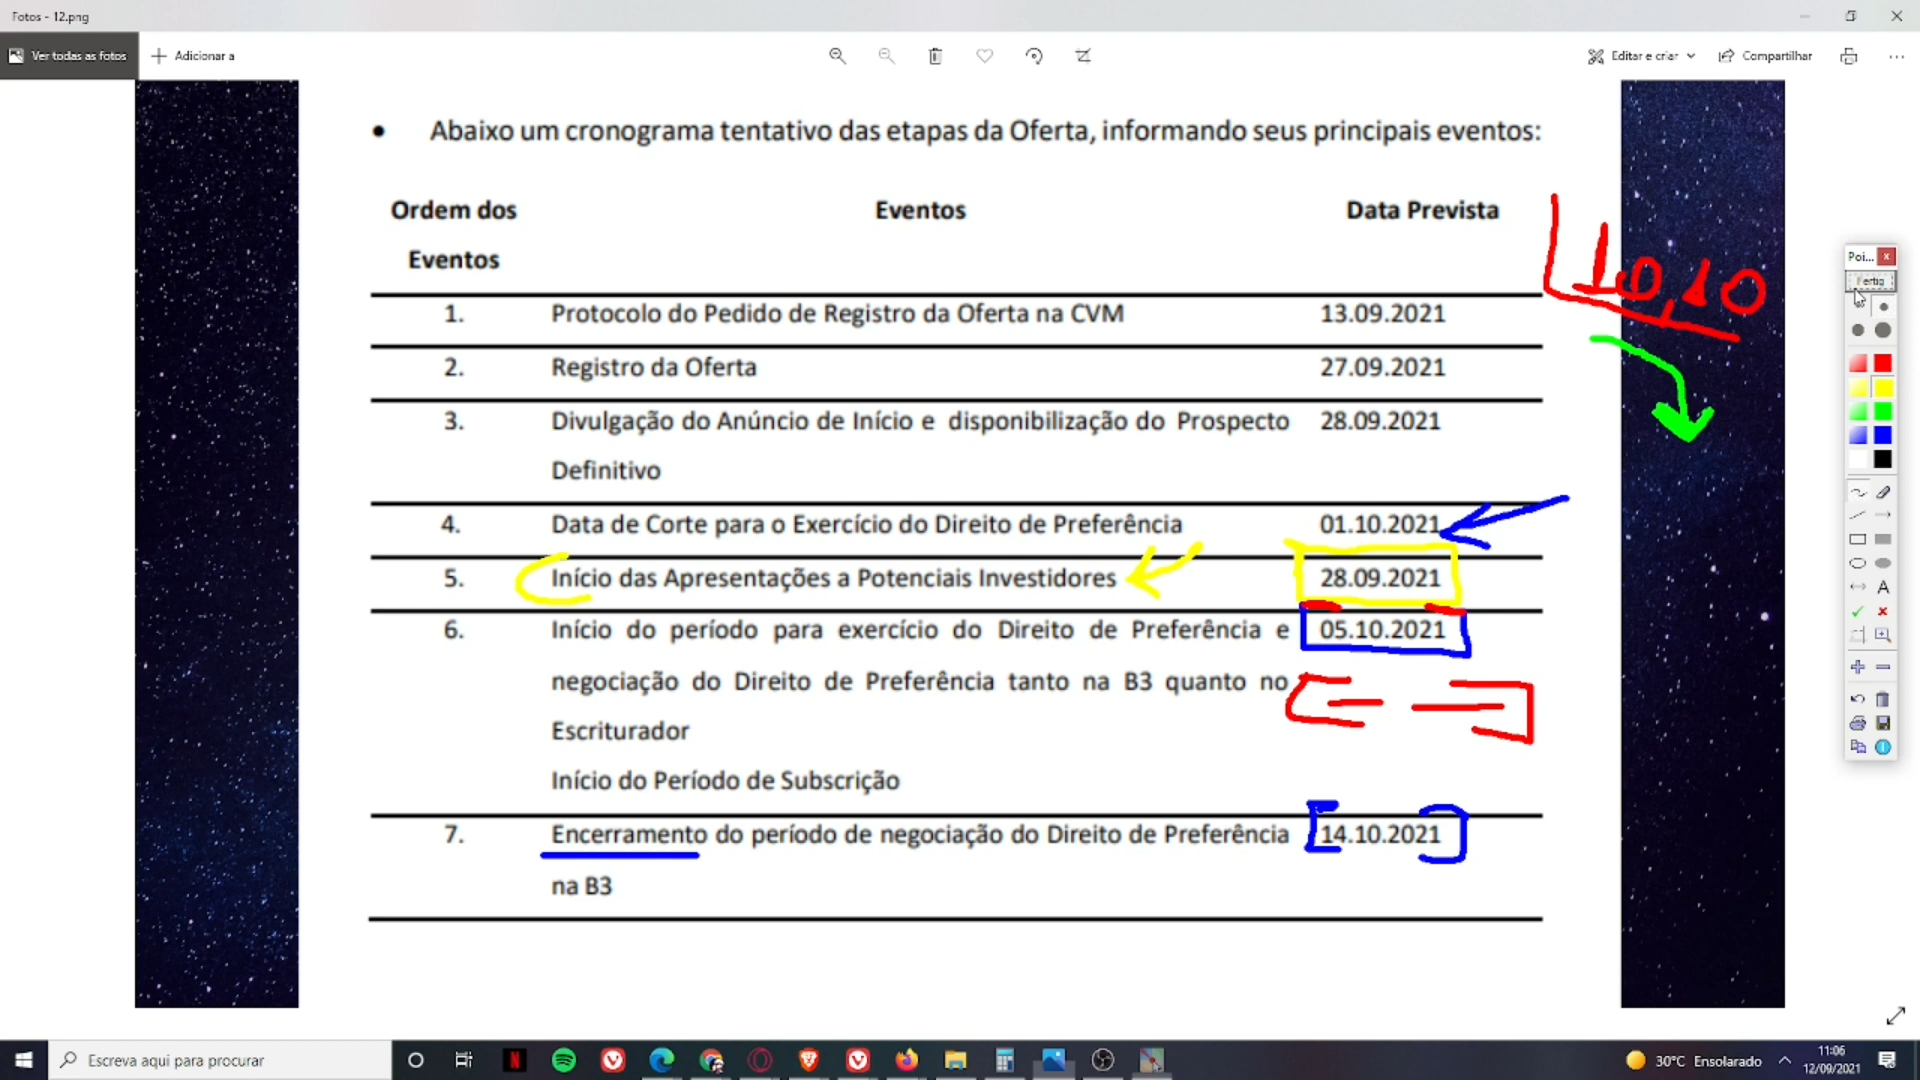 Fotos - 12.png
Ver todas as fotos
Adicionar a
Editar e criar
Compartilhar
Abaixo um cronograma tentativo das etapas da Oferta, informando seus principais eventos:
Ordem dos Eventos
Eventos
Data Prevista
1. Protocolo do Pedido de Registro da Oferta na CVM 13.09.2021
2. Registro da Oferta 27.09.2021
3. Divulgação do Anúncio de Início e disponibilização do Prospecto 28.09.2021
Definitivo
4. Data de Corte para o Exercício do Direito de Preferência 01.10.2021
5. Início das Apresentações a Potenciais Investidores 28.09.2021
6. Início do período para exercício do Direito de Preferência e 05.10.2021
negociação do Direito de Preferência tanto na B3 quanto no
Escriturador
Início do Período de Subscrição
7. Encerramento do período de negociação do Direito de Preferência 14.10.2021
na B3
10,10
Poi...
Fertig
A
Escreva aqui para procurar
30°C Ensolarado
11:06
12/09/2021